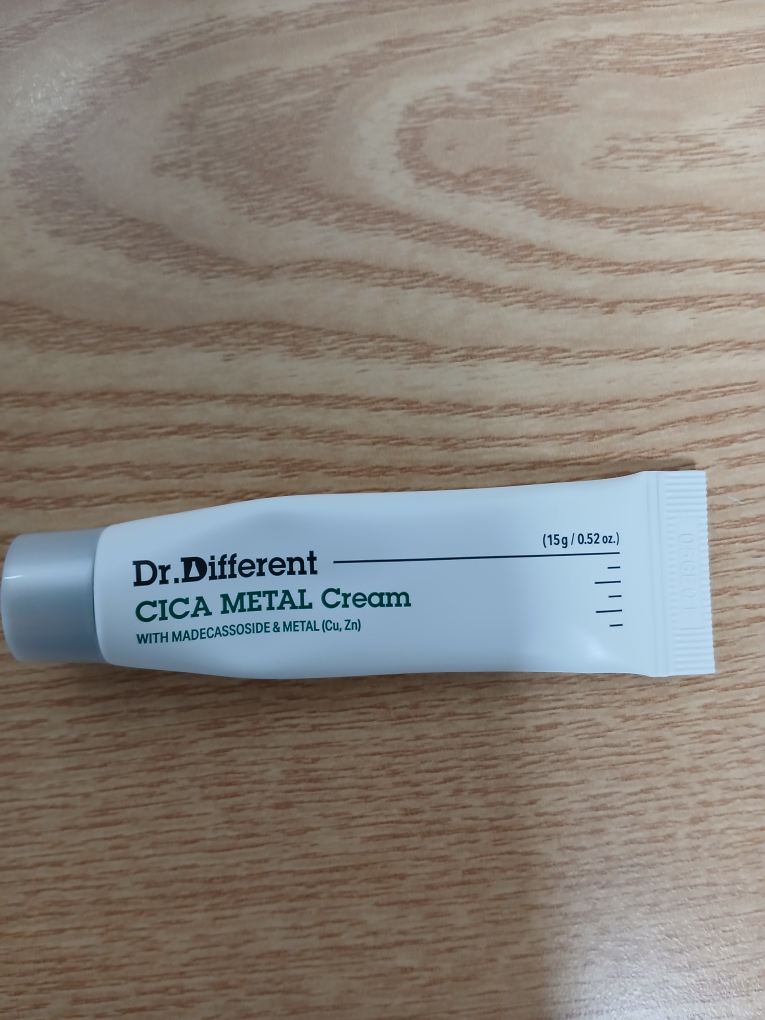 (15g / 0.52 oz.)
Dr.Different
CICA METAL Cream
WITH MADECASSOSIDE & METAL (Cu, Zn)